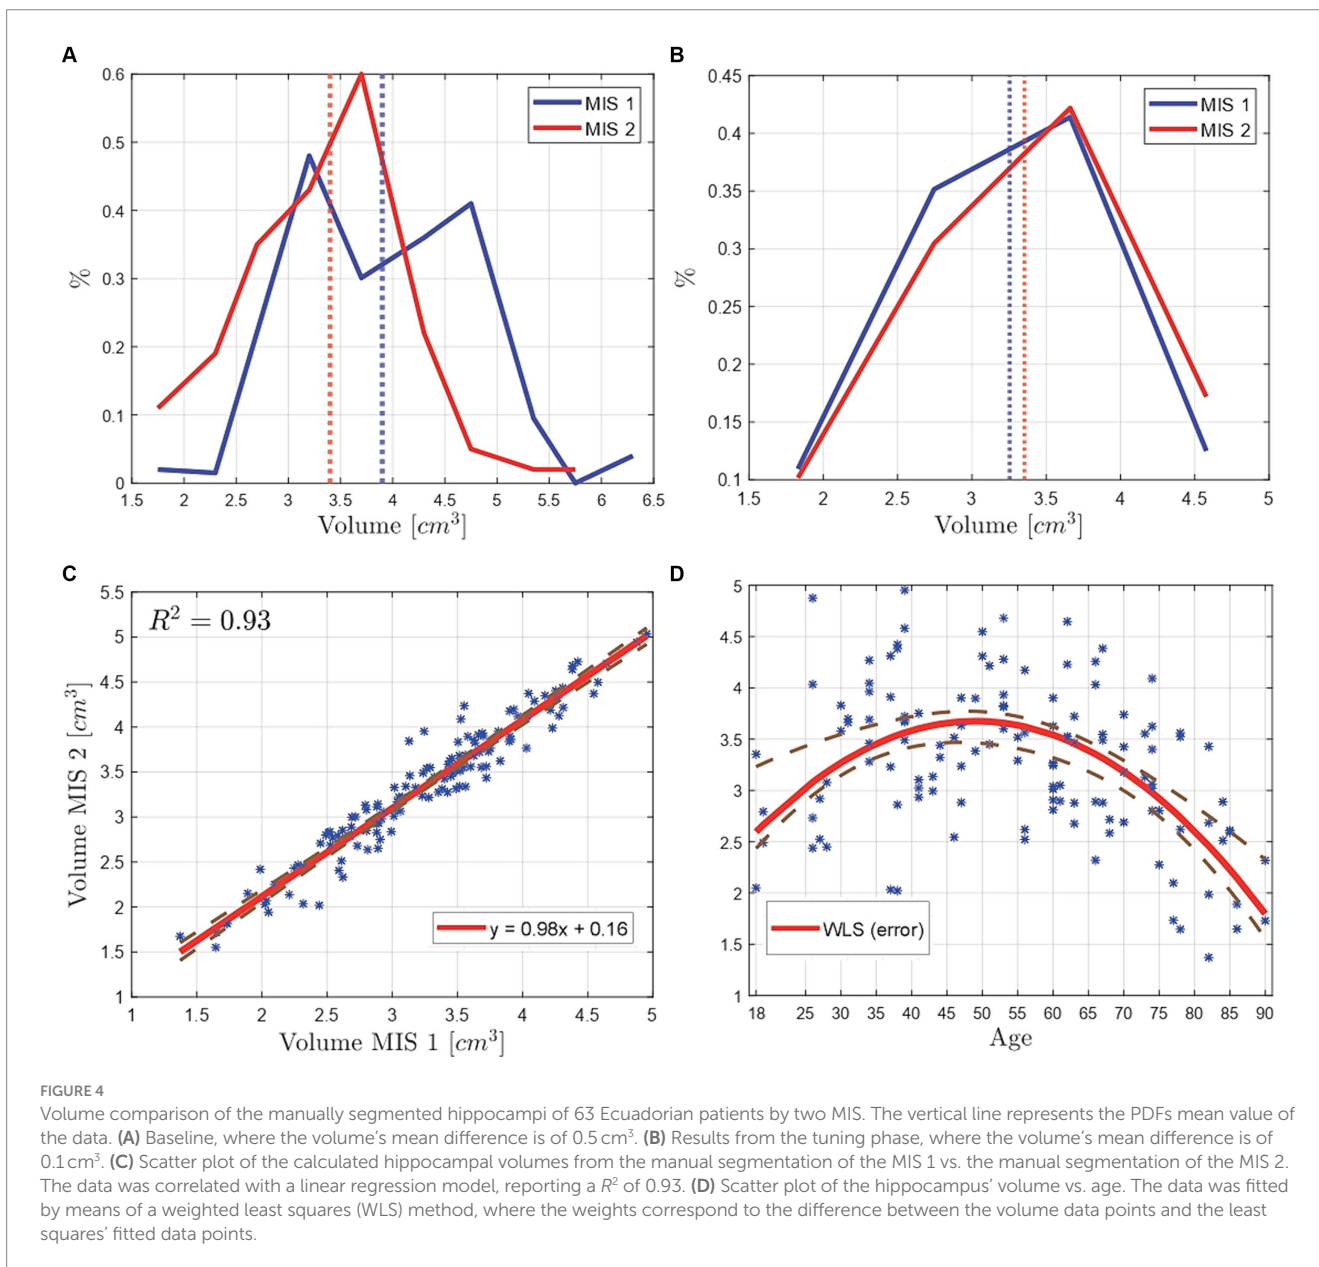 A
0.6
0.5
0.4
0.3
0.2
0.1
0
%
MIS 1
MIS 2
1.5 2 2.5 3 3.5 4 4.5 5 5.5 6 6.5
Volume [cm³]
B
0.45
0.4
0.35
0.3
0.25
0.2
0.15
0.1
%
MIS 1
MIS 2
1.5 2 2.5 3 3.5 4 4.5 5
Volume [cm³]
C
5.5
5
4.5
4
3.5
3
2.5
2
1.5
1
Volume MIS 2 [cm³]
R² = 0.93
y = 0.98x + 0.16
1 1.5 2 2.5 3 3.5 4 4.5 5
Volume MIS 1 [cm³]
D
5
4.5
4
3.5
3
2.5
2
1.5
1
WLS (error)
18 25 30 35 40 45 50 55 60 65 70 75 80 85 90
Age
FIGURE 4
Volume comparison of the manually segmented hippocampi of 63 Ecuadorian patients by two MIS. The vertical line represents the PDFs mean value of
the data. (A) Baseline, where the volume's mean difference is of 0.5 cm³. (B) Results from the tuning phase, where the volume's mean difference is of
0.1 cm³. (C) Scatter plot of the calculated hippocampal volumes from the manual segmentation of the MIS 1 vs. the manual segmentation of the MIS 2.
The data was correlated with a linear regression model, reporting a R² of 0.93. (D) Scatter plot of the hippocampus' volume vs. age. The data was fitted
by means of a weighted least squares (WLS) method, where the weights correspond to the difference between the volume data points and the least
squares' fitted data points.